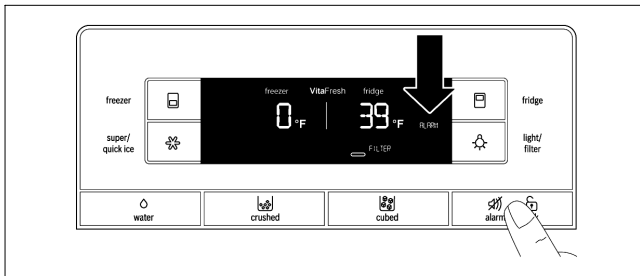 freezer
super/
quick ice
freezer VitaFresh fridge
0°F 39°F ALARM
FILTER
fridge
light/
filter
water crushed cubed alarm